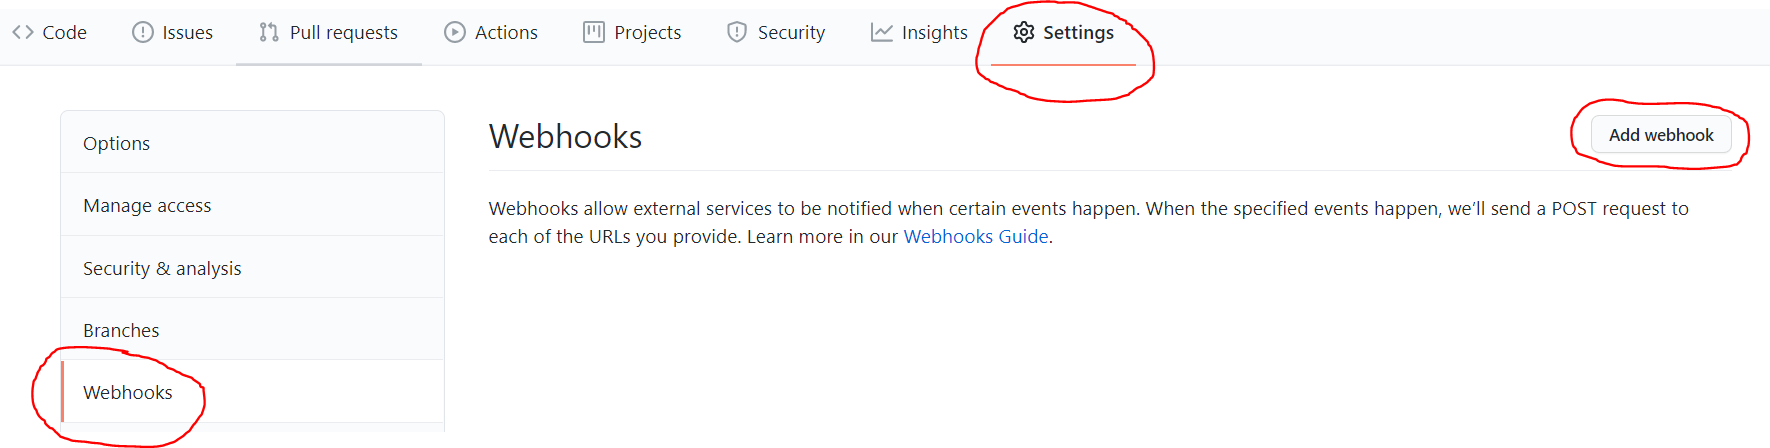 Code Issues Pull requests Actions Projects Security Insights Settings
Options
Manage access
Security & analysis
Branches
Webhooks
Webhooks
Add webhook
Webhooks allow external services to be notified when certain events happen. When the specified events happen, we’ll send a POST request to
each of the URLs you provide. Learn more in our Webhooks Guide.